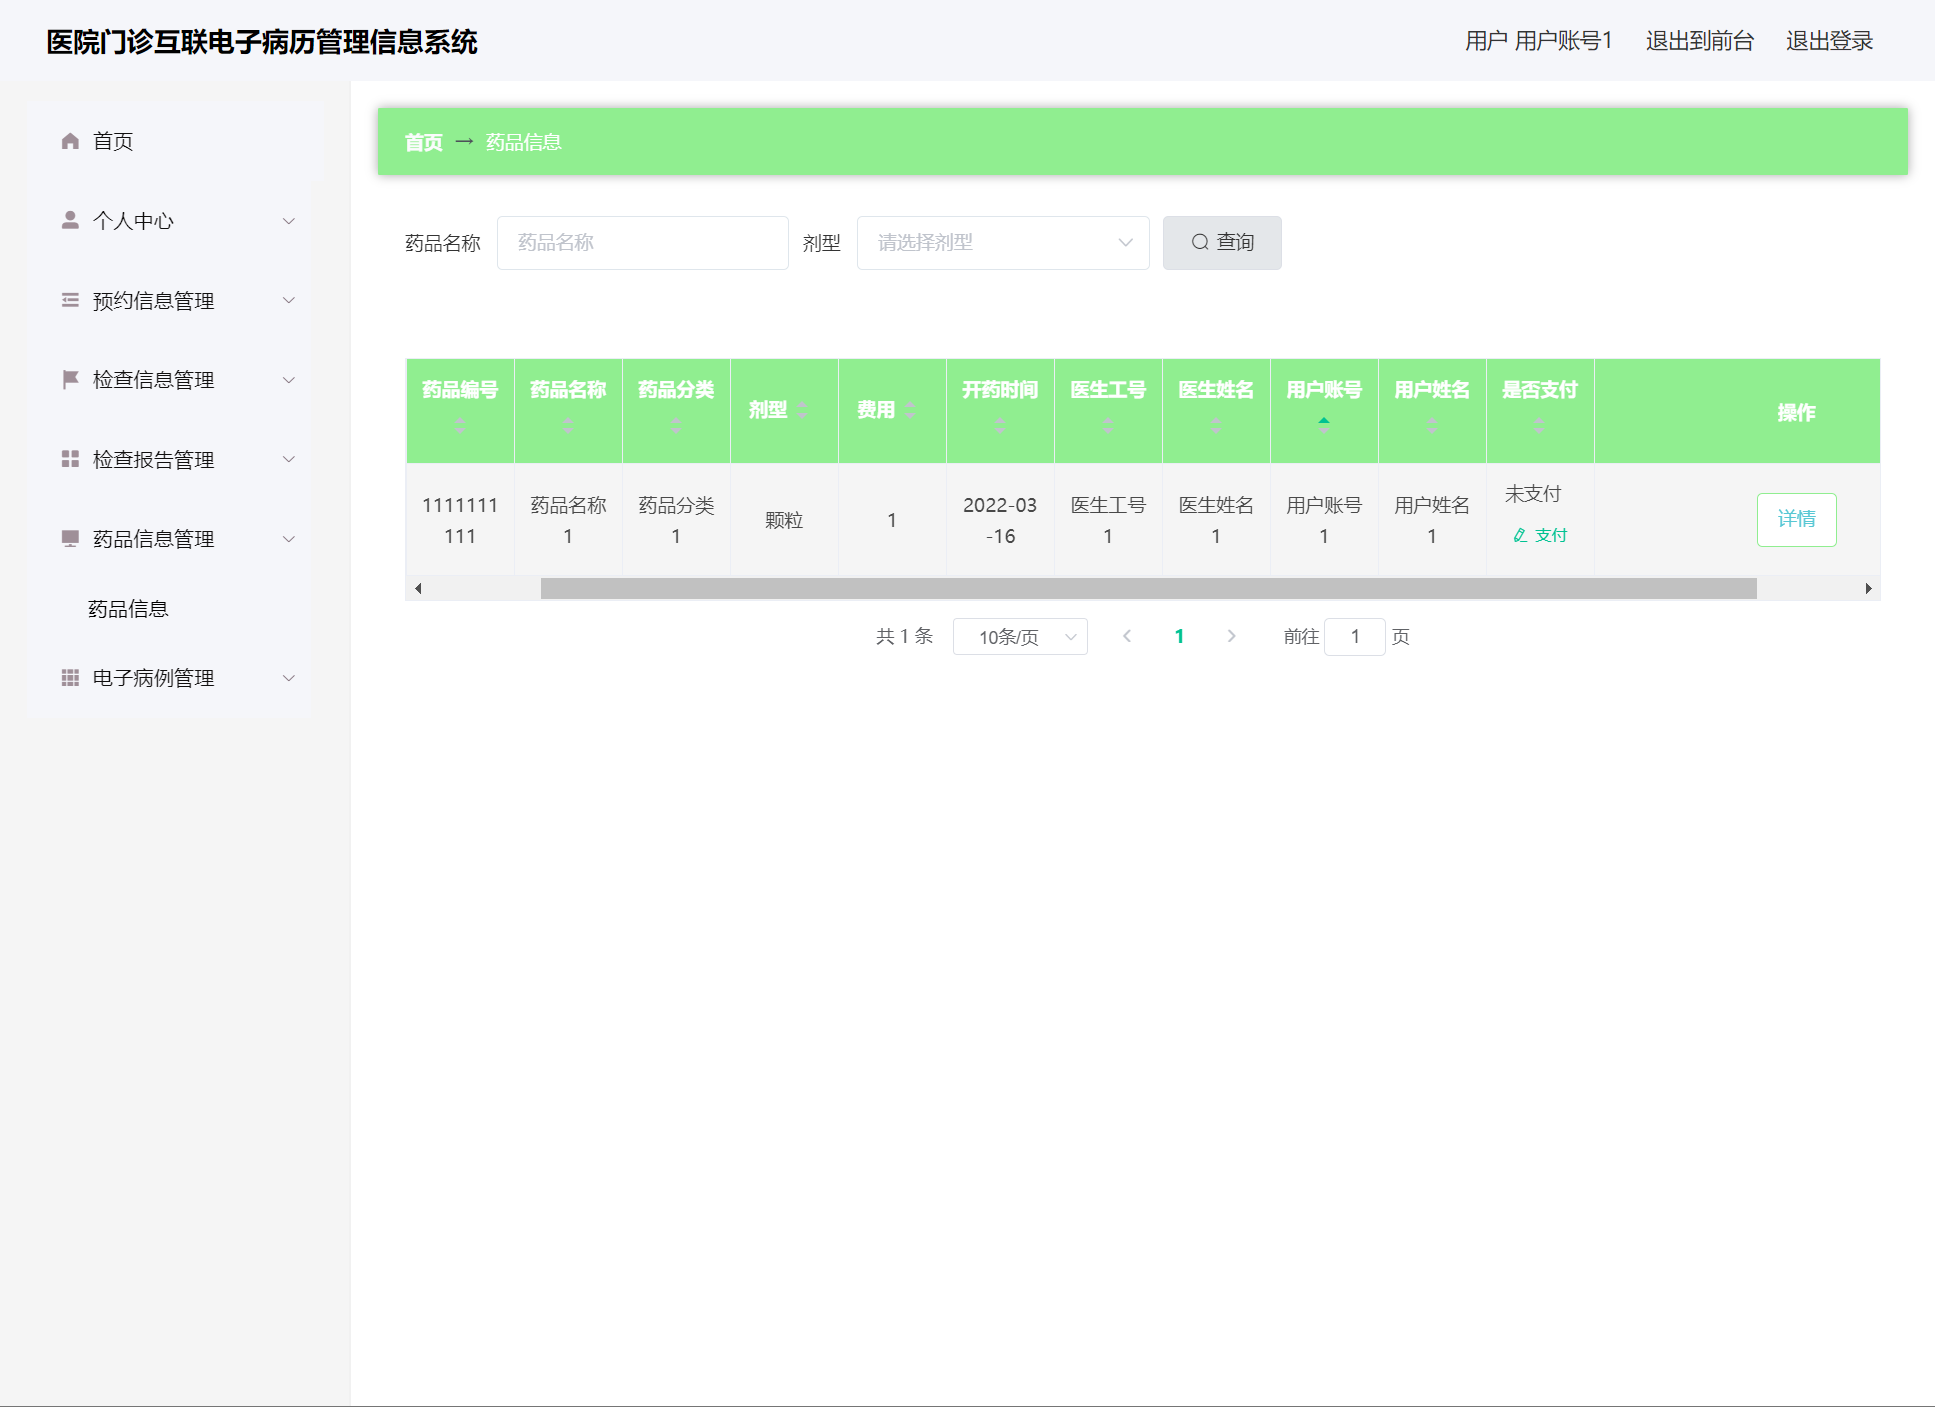 医院门诊互联电子病历管理信息系统
用户 用户账号1 退出到前台 退出登录
首页
个人中心
预约信息管理
检查信息管理
检查报告管理
药品信息管理
药品信息
电子病例管理
首页 → 药品信息
药品名称 药品名称 剂型 请选择剂型 查询
药品编号 药品名称 药品分类 剂型 费用 开药时间 医生工号 医生姓名 用户账号 用户姓名 是否支付 操作
1111111 药品名称 药品分类 颗粒 1 2022-03 医生工号 医生姓名 用户账号 用户姓名 未支付 详情
111 1 1 -16 1 1 1 1 支付
共 1 条 10条/页 1 前往 1 页